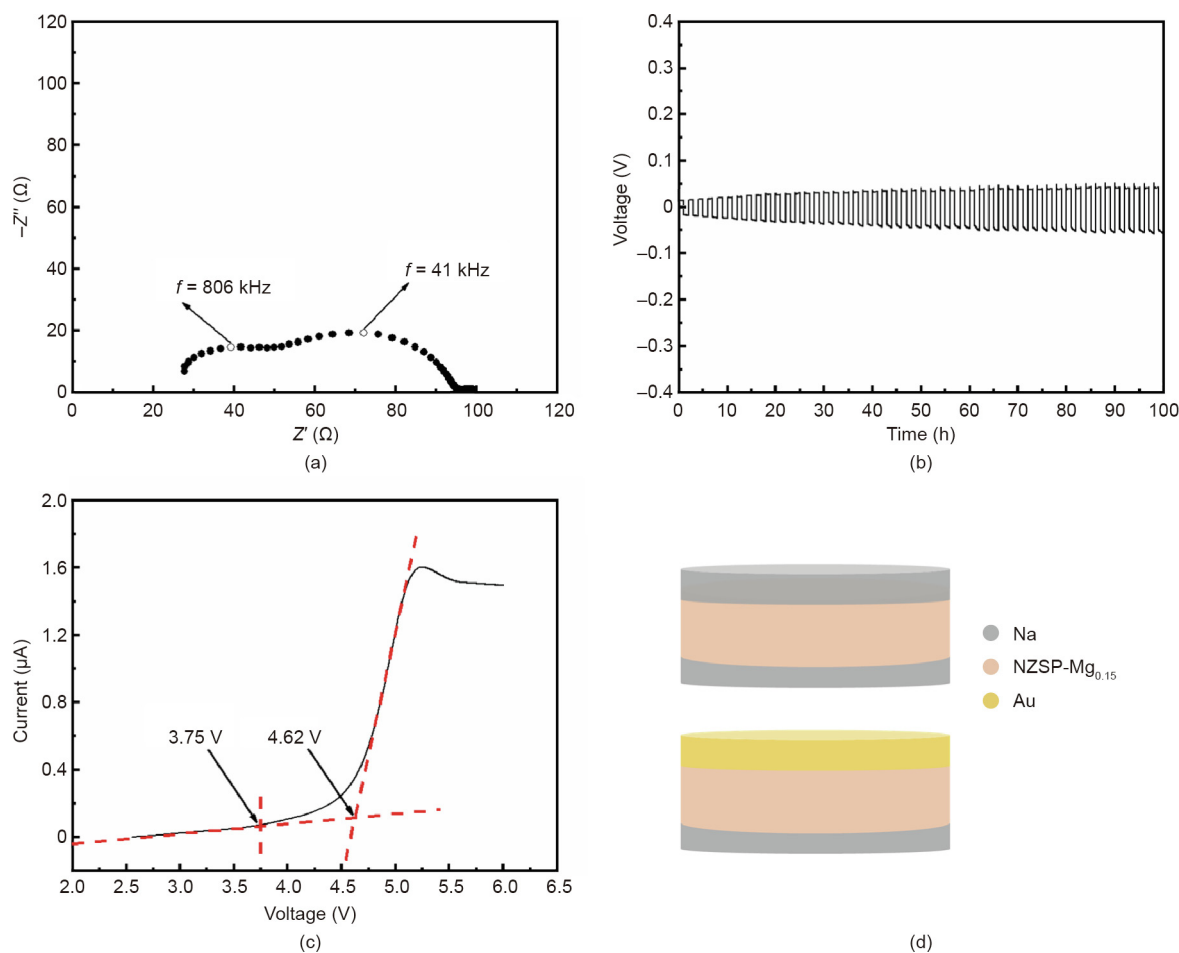 120
100
80
60
40
20
0
–Z″ (Ω)
f = 806 kHz
f = 41 kHz
0 20 40 60 80 100 120
Z′ (Ω)
(a)
0.4
0.3
0.2
0.1
0
–0.1
–0.2
–0.3
–0.4
Voltage (V)
0 10 20 30 40 50 60 70 80 90 100
Time (h)
(b)
2.0
1.6
1.2
0.8
0.4
0
Current (μA)
3.75 V
4.62 V
2.0 2.5 3.0 3.5 4.0 4.5 5.0 5.5 6.0 6.5
Voltage (V)
(c)
Na
NZSP-Mg0.15
Au
(d)